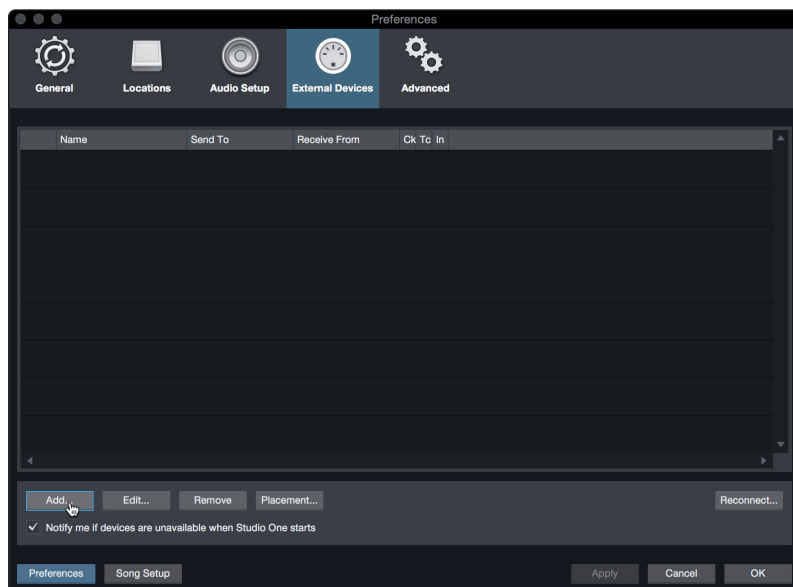 Preferences
General Locations Audio Setup External Devices Advanced
Name Send To Receive From Ck Tc In
Add... Edit... Remove Placement... Reconnect...
Notify me if devices are unavailable when Studio One starts
Preferences Song Setup Apply Cancel OK